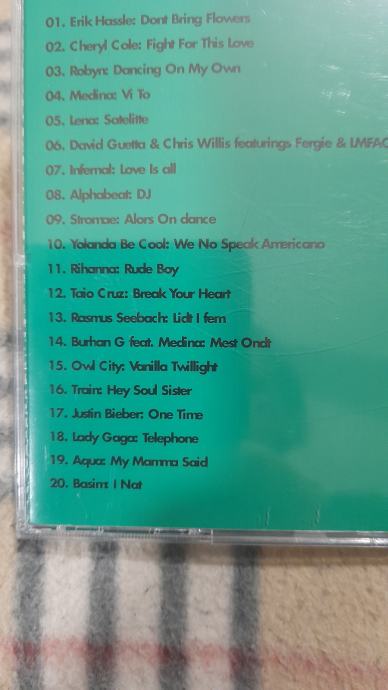 01. Erik Hassle: Dont Bring Flowers
02. Cheryl Cole: Fight For This Love
03. Robyn: Dancing On My Own
04. Medina: Vi To
05. Lena: Satelitte
06. David Guetta & Chris Willis featurings Fergie & LMFAO
07. Infernal: Love Is all
08. Alphabeat: DJ
09. Stromae: Alors On dance
10. Yolanda Be Cool: We No Speak Americano
11. Rihanna: Rude Boy
12. Taio Cruz: Break Your Heart
13. Rasmus Seebach: Lidt I fem
14. Burhan G feat. Medina: Mest Ondt
15. Owl City: Vanilla Twillight
16. Train: Hey Soul Sister
17. Justin Bieber: One Time
18. Lady Gaga: Telephone
19. Aqua: My Mamma Said
20. Basim: I Nat